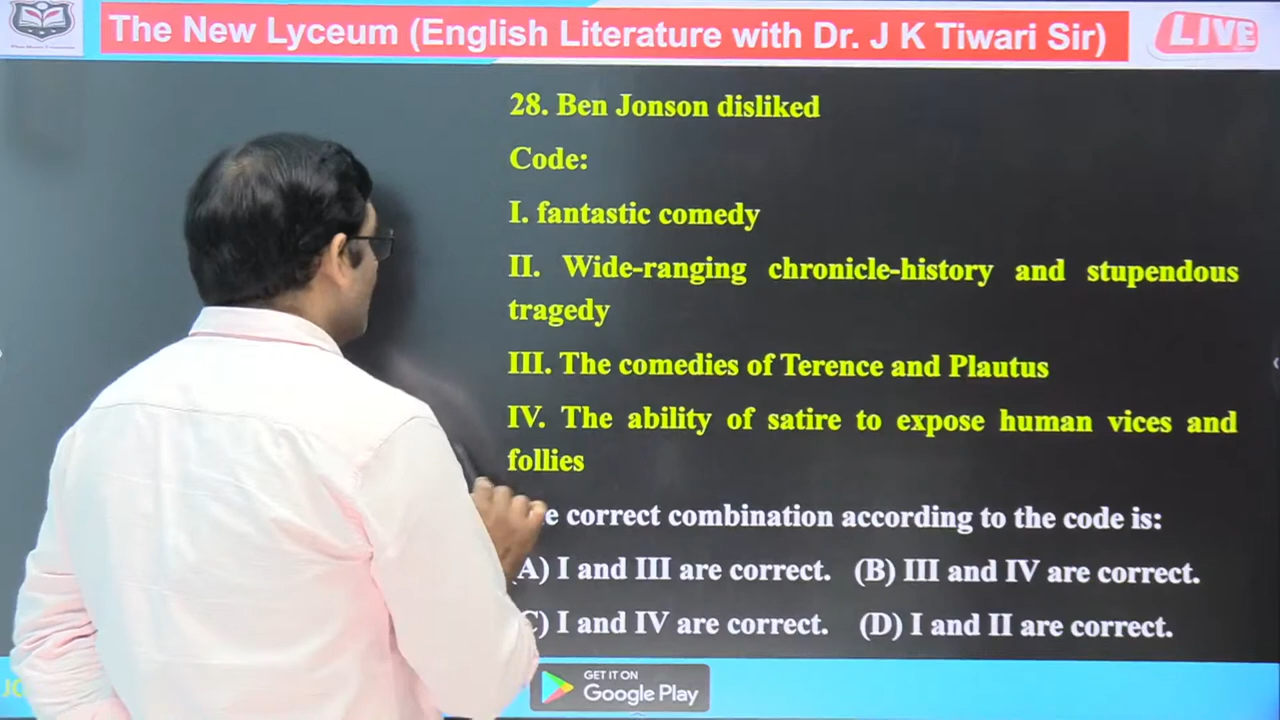 The New Lyceum (English Literature with Dr. J K Tiwari Sir)
LIVE
28. Ben Jonson disliked
Code:
I. fantastic comedy
II. Wide-ranging chronicle-history and stupendous
tragedy
III. The comedies of Terence and Plautus
IV. The ability of satire to expose human vices and
follies
correct combination according to the code is:
A) I and III are correct. (B) III and IV are correct.
C) I and IV are correct. (D) I and II are correct.
GET IT ON
Google Play